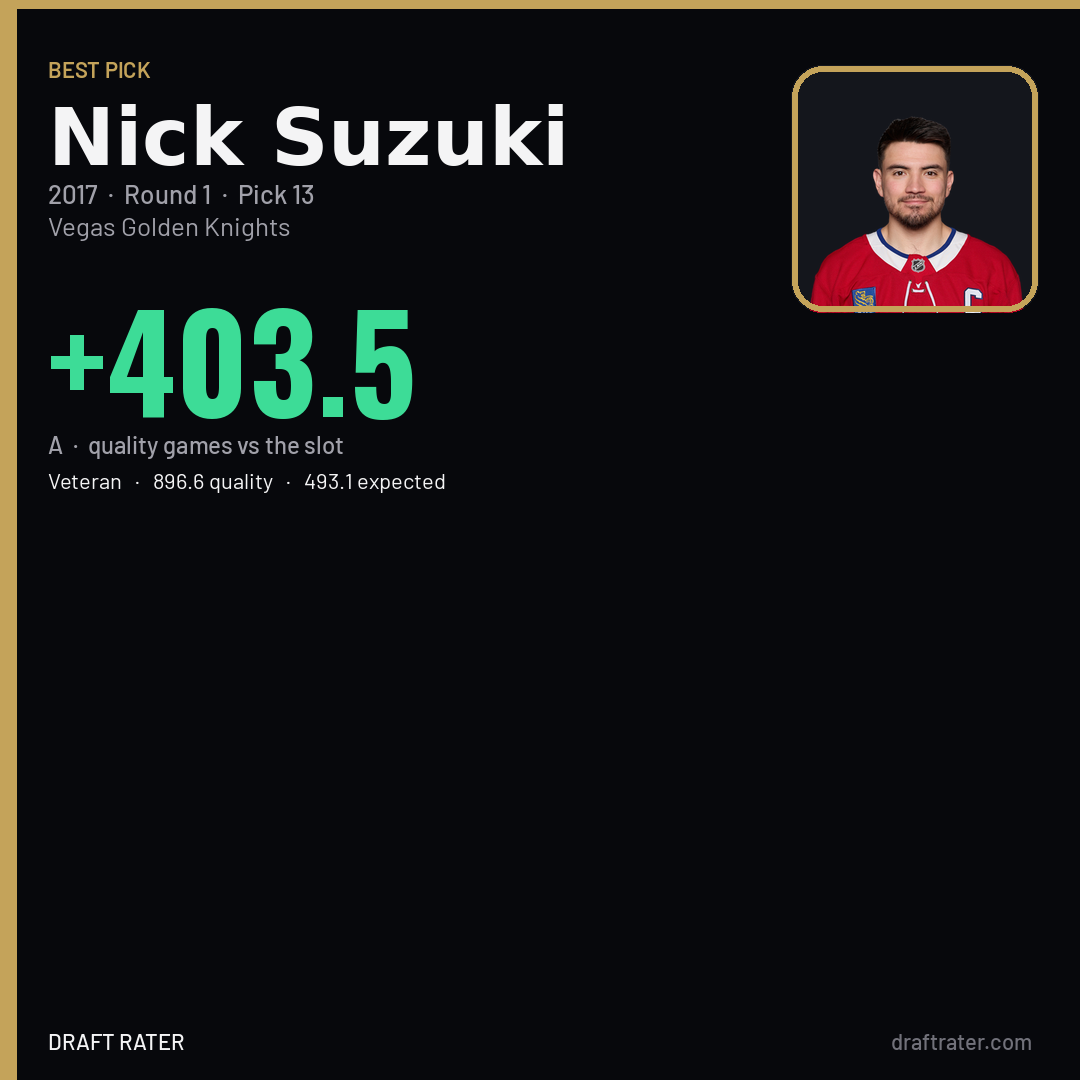 BEST PICK
Nick Suzuki
2017 · Round 1 · Pick 13
Vegas Golden Knights
+403.5
A · quality games vs the slot
Veteran · 896.6 quality · 493.1 expected
C
DRAFT RATER
draftrater.com